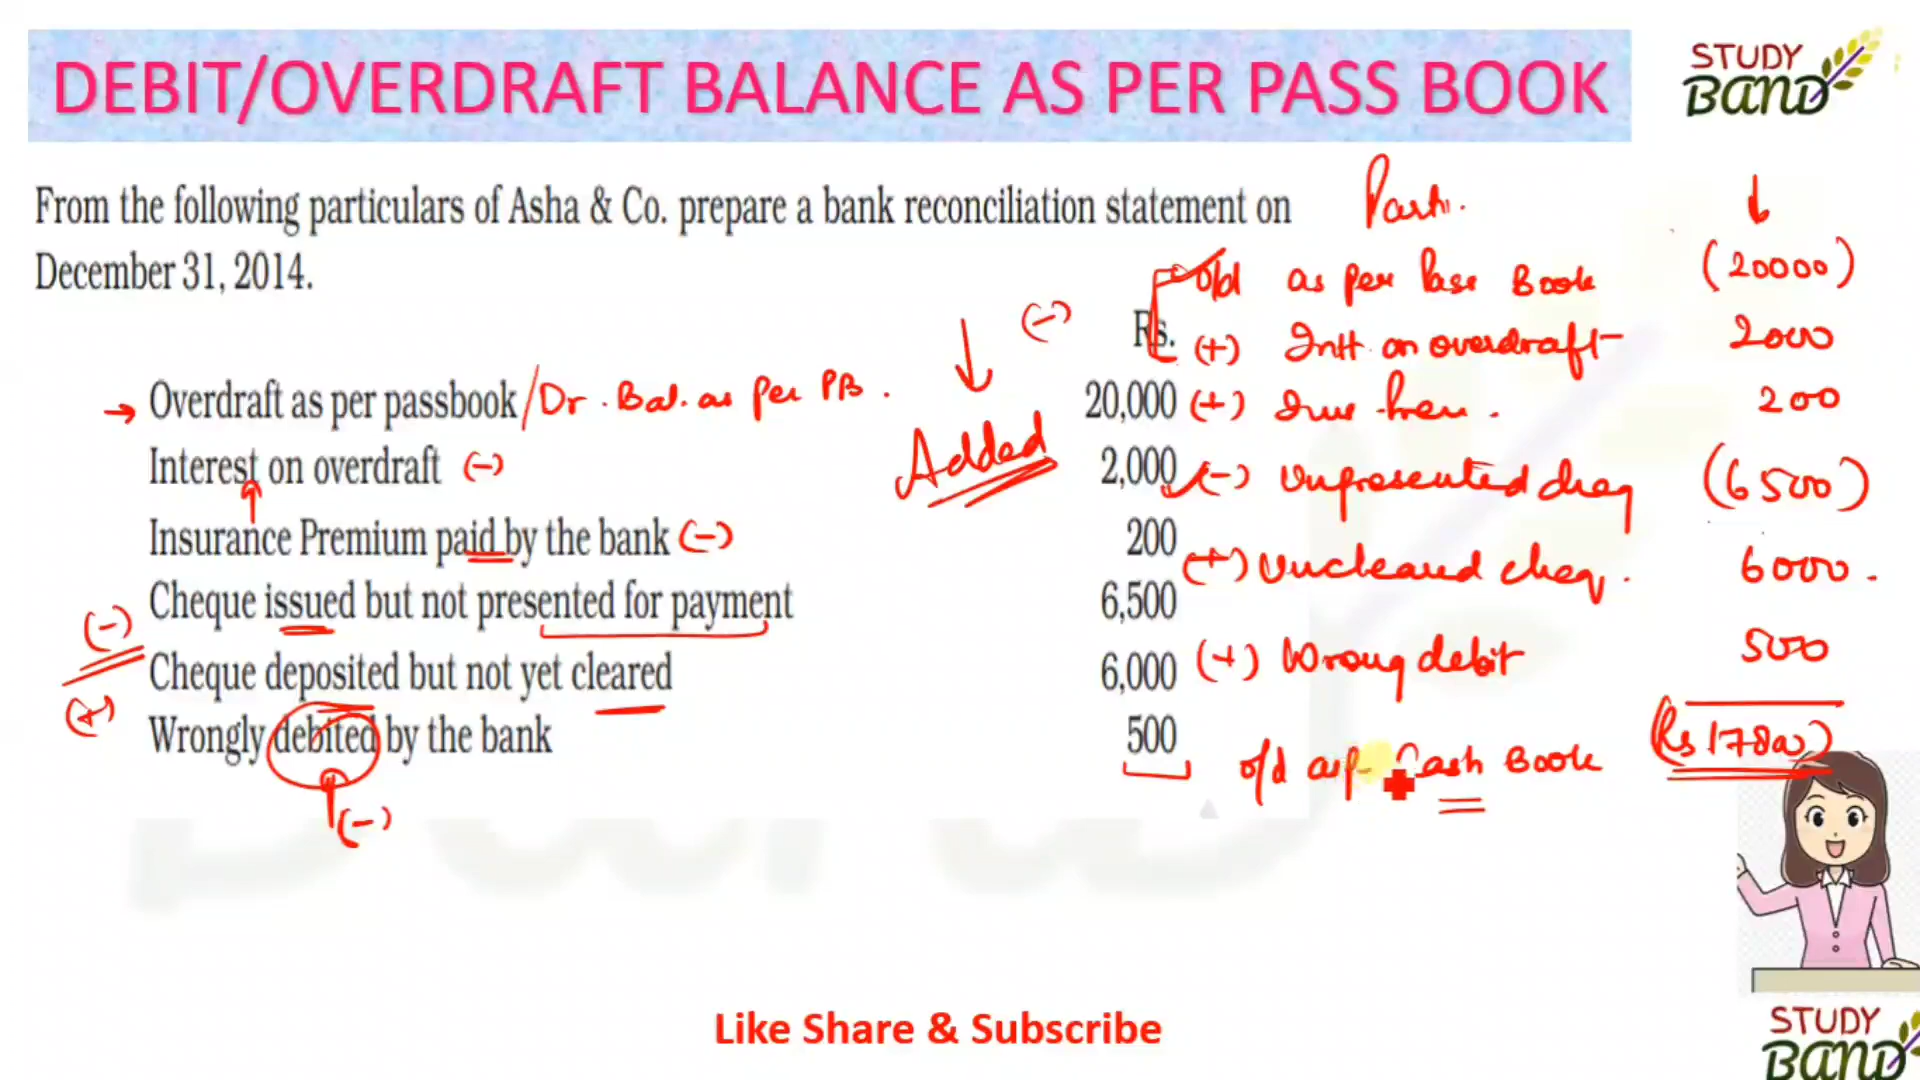 DEBIT/OVERDRAFT BALANCE AS PER PASS BOOK
STUDY
BAND
From the following particulars of Asha & Co. prepare a bank reconciliation statement on
December 31, 2014.
Parti.
Rs.
(-)
→ Overdraft as per passbook / Dr. Bal. as per PB. 20,000
Interest on overdraft (-) 2,000
Added
Insurance Premium paid by the bank (-) 200
(-) Cheque issued but not presented for payment 6,500
(+) Cheque deposited but not yet cleared 6,000
Wrongly debited by the bank 500
(-)
o/d as per Pass Book (20000)
(+) Intt. on overdraft 2000
(+) 200
(-) Unpresented cheq (6500)
(+) Uncleared cheq. 6000.
(+) Wrong debit 500
o/d asp Cash Book Rs 17800
Like Share & Subscribe
STUDY
BAND